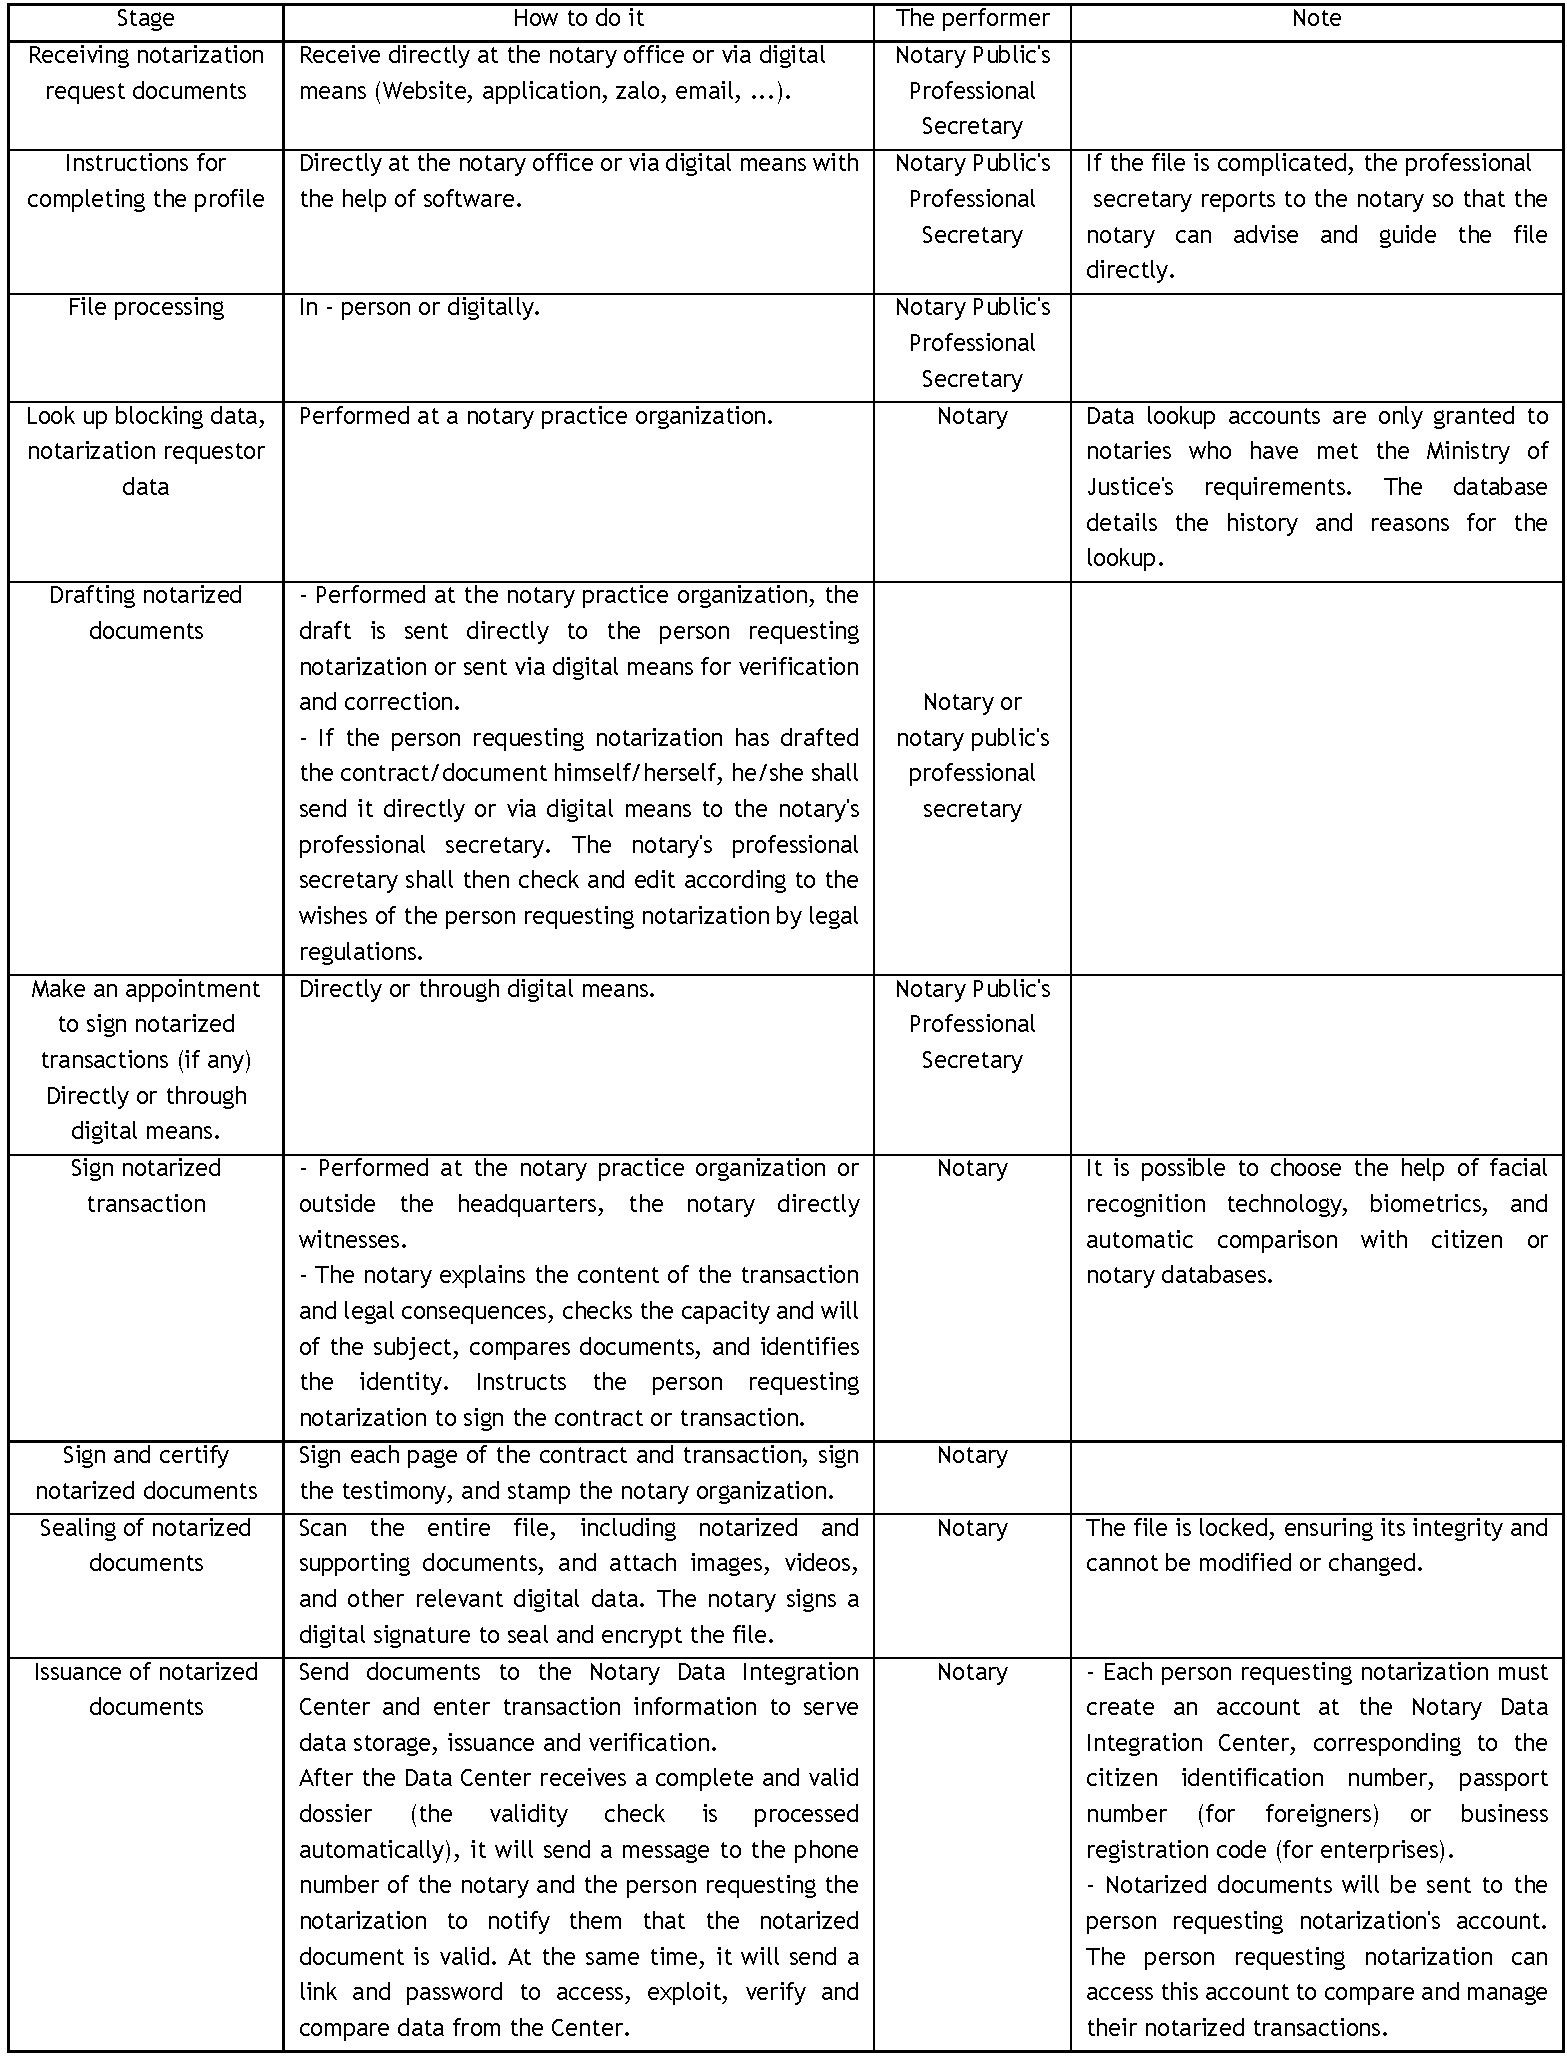 Stage
How to do it
The performer
Note
Receiving notarization
request documents
Receive directly at the notary office or via digital
means (Website, application, zalo, email, ...).
Notary Public's
Professional
Secretary
Instructions for
completing the profile
Directly at the notary office or via digital means with
the help of software.
Notary Public's
Professional
Secretary
If the file is complicated, the professional
secretary reports to the notary so that the
notary can advise and guide the file
directly.
File processing
In - person or digitally.
Notary Public's
Professional
Secretary
Look up blocking data,
notarization requestor
data
Performed at a notary practice organization.
Notary
Data lookup accounts are only granted to
notaries who have met the Ministry of
Justice's requirements. The database
details the history and reasons for the
lookup.
Drafting notarized
documents
- Performed at the notary practice organization, the
draft is sent directly to the person requesting
notarization or sent via digital means for verification
and correction.
- If the person requesting notarization has drafted
the contract/document himself/herself, he/she shall
send it directly or via digital means to the notary's
professional secretary. The notary's professional
secretary shall then check and edit according to the
wishes of the person requesting notarization by legal
regulations.
Notary or
notary public's
professional
secretary
Make an appointment
to sign notarized
transactions (if any)
Directly or through
digital means.
Directly or through digital means.
Notary Public's
Professional
Secretary
Sign notarized
transaction
- Performed at the notary practice organization or
outside the headquarters, the notary directly
witnesses.
- The notary explains the content of the transaction
and legal consequences, checks the capacity and will
of the subject, compares documents, and identifies
the identity. Instructs the person requesting
notarization to sign the contract or transaction.
Notary
It is possible to choose the help of facial
recognition technology, biometrics, and
automatic comparison with citizen or
notary databases.
Sign and certify
notarized documents
Sign each page of the contract and transaction, sign
the testimony, and stamp the notary organization.
Notary
Sealing of notarized
documents
Scan the entire file, including notarized and
supporting documents, and attach images, videos,
and other relevant digital data. The notary signs a
digital signature to seal and encrypt the file.
Notary
The file is locked, ensuring its integrity and
cannot be modified or changed.
Issuance of notarized
documents
Send documents to the Notary Data Integration
Center and enter transaction information to serve
data storage, issuance and verification.
After the Data Center receives a complete and valid
dossier (the validity check is processed
automatically), it will send a message to the phone
number of the notary and the person requesting the
notarization to notify them that the notarized
document is valid. At the same time, it will send a
link and password to access, exploit, verify and
compare data from the Center.
Notary
- Each person requesting notarization must
create an account at the Notary Data
Integration Center, corresponding to the
citizen identification number, passport
number (for foreigners) or business
registration code (for enterprises).
- Notarized documents will be sent to the
person requesting notarization's account.
The person requesting notarization can
access this account to compare and manage
their notarized transactions.